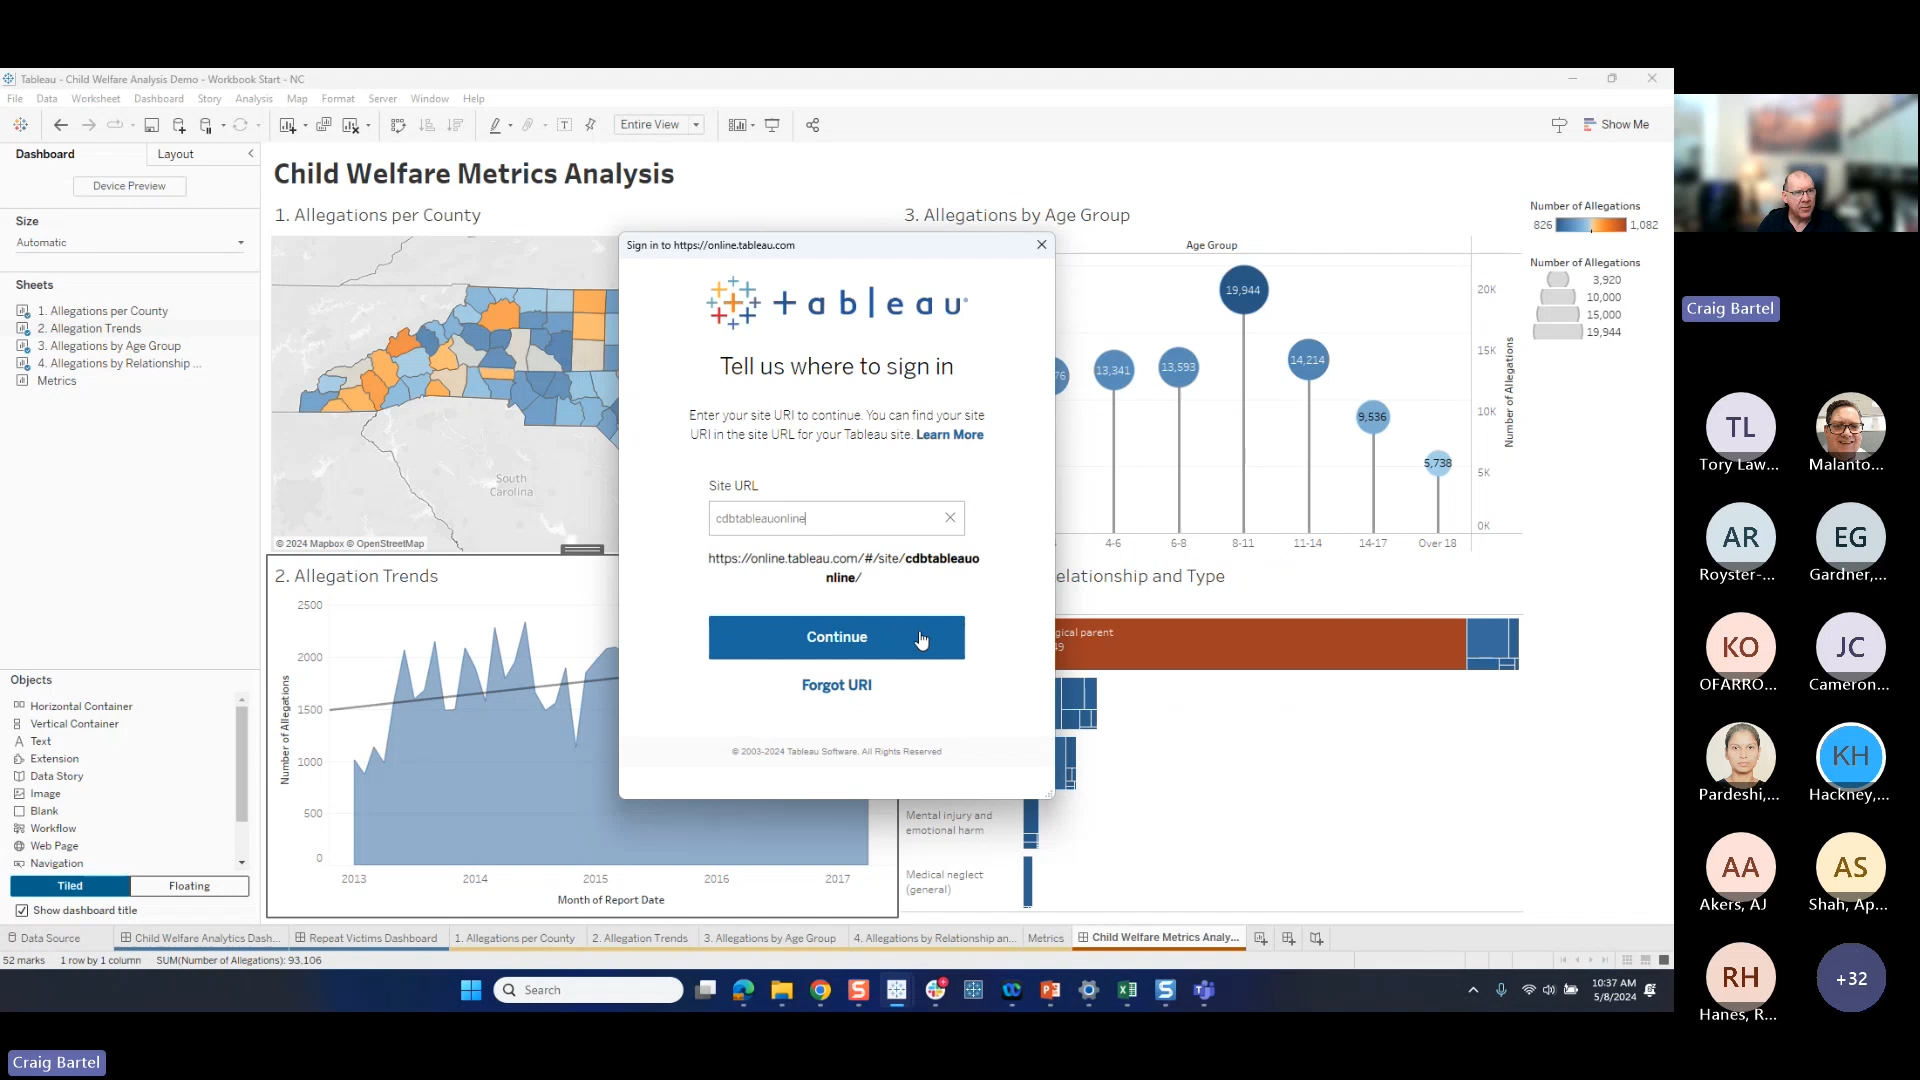 Tableau - Child Welfare Analysis Demo - Workbook Start - NC
File Data Worksheet Dashboard Story Analysis Map Format Server Window Help
Entire View
Show Me
Dashboard
Layout
Device Preview
Size
Automatic
Sheets
1. Allegations per County
2. Allegation Trends
3. Allegations by Age Group
4. Allegations by Relationship ...
Metrics
Objects
Horizontal Container
Vertical Container
Text
Extension
Data Story
Image
Blank
Workflow
Web Page
Navigation
Tiled
Floating
Show dashboard title
Child Welfare Metrics Analysis
1. Allegations per County
South
Carolina
© 2024 Mapbox © OpenStreetMap
2. Allegation Trends
Number of Allegations
2500
2000
1500
1000
500
0
2013 2014 2015 2016 2017
Month of Report Date
Sign in to https://online.tableau.com
+ a b l e a u
Tell us where to sign in
Enter your site URI to continue. You can find your site
URI in the site URL for your Tableau site. Learn More
Site URL
cdbtableauonline
https://online.tableau.com/#/site/cdbtableauo
nline/
Continue
Forgot URI
© 2003-2024 Tableau Software. All Rights Reserved
3. Allegations by Age Group
Age Group
76
13,341
13,593
19,944
14,214
9,536
5,738
20K
15K
10K
5K
0K
Number of Allegations
4-6 6-8 8-11 11-14 14-17 Over 18
elationship and Type
gical parent
49
Mental injury and
emotional harm
Medical neglect
(general)
Number of Allegations
826 1,082
Number of Allegations
3,920
10,000
15,000
19,944
Data Source
Child Welfare Analytics Dash...
Repeat Victims Dashboard
1. Allegations per County
2. Allegation Trends
3. Allegations by Age Group
4. Allegations by Relationship an...
Metrics
Child Welfare Metrics Analy...
52 marks 1 row by 1 column SUM(Number of Allegations): 93,106
Search
10:37 AM
5/8/2024
Craig Bartel
Craig Bartel
TL
Tory Law...
Malanto...
AR
Royster-...
EG
Gardner,...
KO
OFARRO...
JC
Cameron...
Pardeshi,...
KH
Hackney,...
AA
Akers, AJ
AS
Shah, Ap...
RH
Hanes, R...
+32